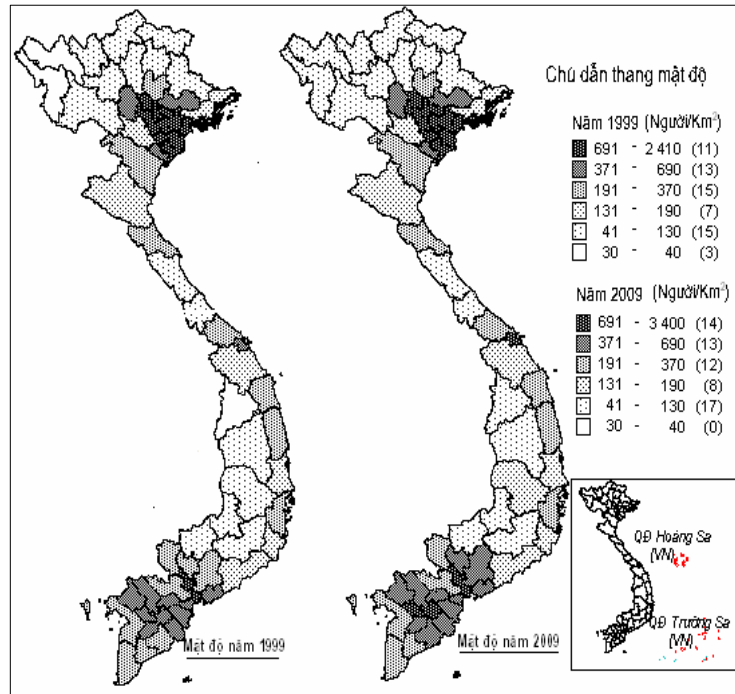 Chú dẫn thang mật độ
Năm 1999 (Người/Km²)
691 - 2 410 (11)
371 - 690 (13)
191 - 370 (15)
131 - 190 (7)
41 - 130 (15)
30 - 40 (3)
Năm 2009 (Người/Km²)
691 - 3 400 (14)
371 - 690 (13)
191 - 370 (12)
131 - 190 (8)
41 - 130 (17)
30 - 40 (0)
QĐ Hoàng Sa
(VN)
QĐ Trường Sa
(VN)
Mật độ năm 1999
Mật độ năm 2009